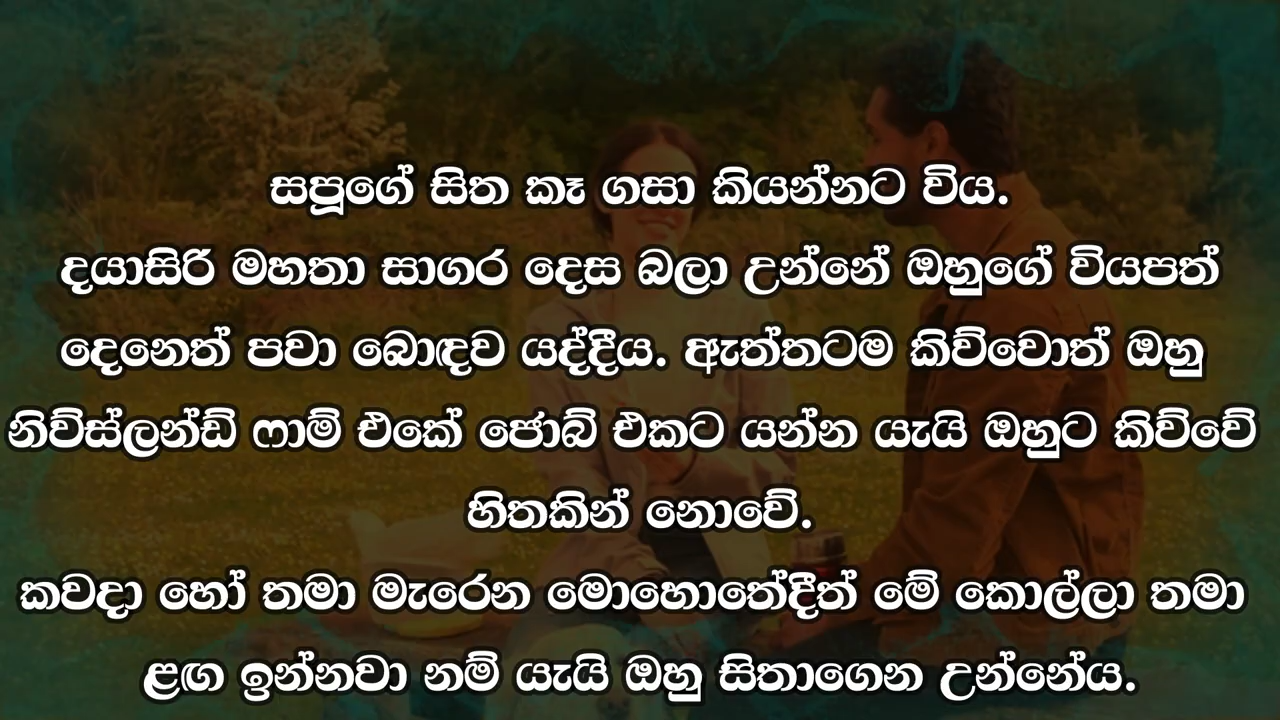 සපූගේ සිත කෑ ගසා කියන්නට විය.
දයාසිරි මහතා සාගර දෙස බලා උන්නේ ඔහුගේ වියපත්
දෙනෙත් පවා බොඳව යද්දීය. ඇත්තටම කිව්වොත් ඔහු
නිව්ස්ලන්ඩ් ෆාම් එකේ ජොබ් එකට යන්න යැයි ඔහුට කිව්වේ
හිතකින් නොවේ.
කවදා හෝ තමා මැරෙන මොහොතේදීත් මේ කොල්ලා තමා
ළඟ ඉන්නවා නම් යැයි ඔහු සිතාගෙන උන්නේය.